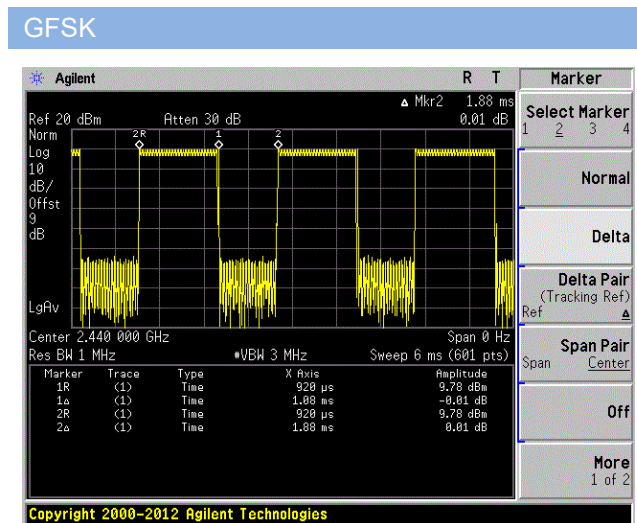 GFSK
Agilent R T
Δ Mkr2 1.88 ms
Ref 20 dBm Atten 30 dB 0.01 dB
Norm
Log
10
dB/
Offst
9
dB
LgAv
2R 1 2
Center 2.440 000 GHz Span 0 Hz
Res BW 1 MHz #VBW 3 MHz Sweep 6 ms (601 pts)
Marker Trace Type X Axis Amplitude
1R (1) Time 920 μs 9.78 dBm
1Δ (1) Time 1.08 ms -0.01 dB
2R (1) Time 920 μs 9.78 dBm
2Δ (1) Time 1.88 ms 0.01 dB
Copyright 2000-2012 Agilent Technologies
Marker
Select Marker
1 2 3 4
Normal
Delta
Delta Pair
(Tracking Ref)
Ref Δ
Span Pair
Span Center
Off
More
1 of 2